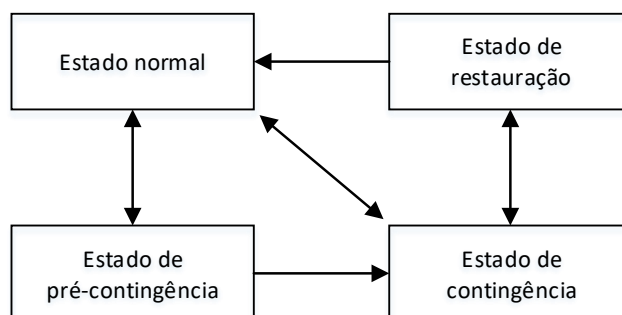 Estado normal
Estado de
restauração
Estado de
pré-contingência
Estado de
contingência